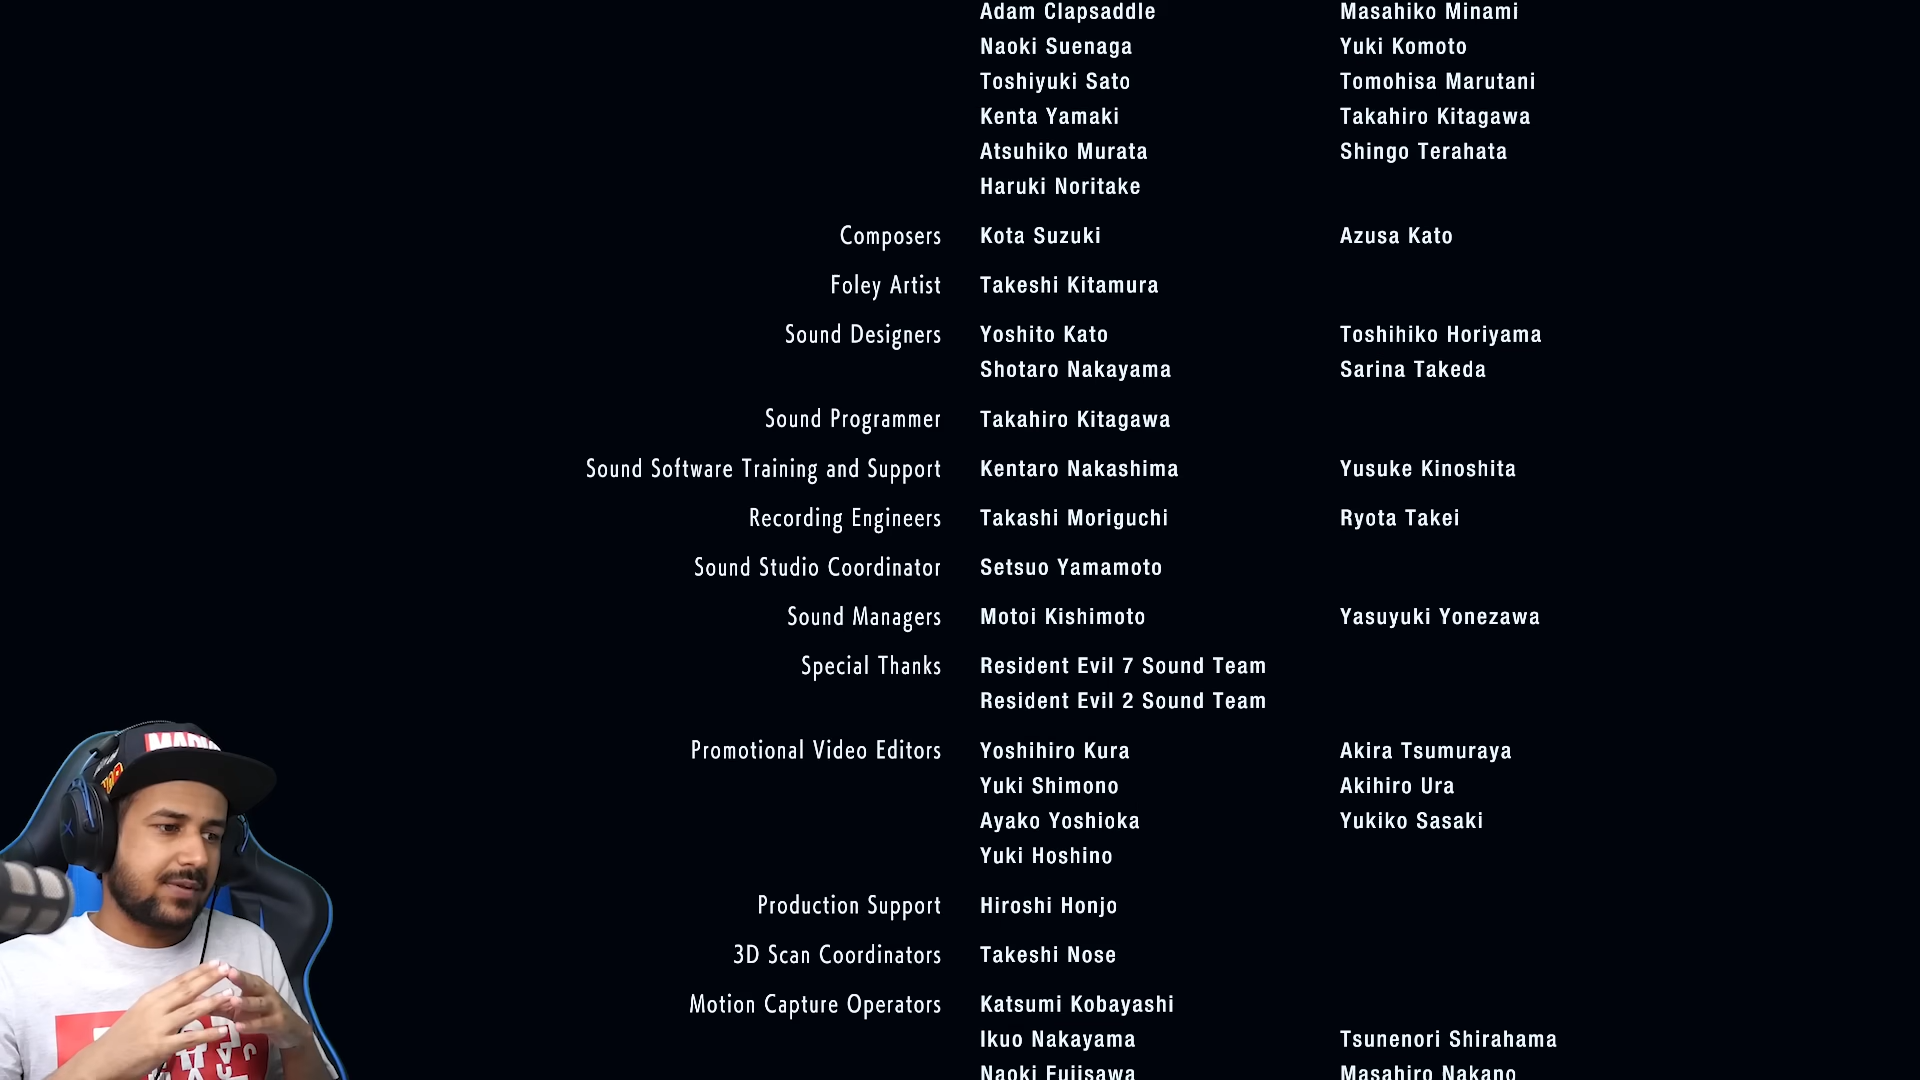 Adam Clapsaddle Masahiko Minami
Naoki Suenaga Yuki Komoto
Toshiyuki Sato Tomohisa Marutani
Kenta Yamaki Takahiro Kitagawa
Atsuhiko Murata Shingo Terahata
Haruki Noritake
Composers Kota Suzuki Azusa Kato
Foley Artist Takeshi Kitamura
Sound Designers Yoshito Kato Toshihiko Horiyama
Shotaro Nakayama Sarina Takeda
Sound Programmer Takahiro Kitagawa
Sound Software Training and Support Kentaro Nakashima Yusuke Kinoshita
Recording Engineers Takashi Moriguchi Ryota Takei
Sound Studio Coordinator Setsuo Yamamoto
Sound Managers Motoi Kishimoto Yasuyuki Yonezawa
Special Thanks Resident Evil 7 Sound Team
Resident Evil 2 Sound Team
Promotional Video Editors Yoshihiro Kura Akira Tsumuraya
Yuki Shimono Akihiro Ura
Ayako Yoshioka Yukiko Sasaki
Yuki Hoshino
Production Support Hiroshi Honjo
3D Scan Coordinators Takeshi Nose
Motion Capture Operators Katsumi Kobayashi
Ikuo Nakayama Tsunenori Shirahama
Naoki Fujisawa Masahiro Nakano